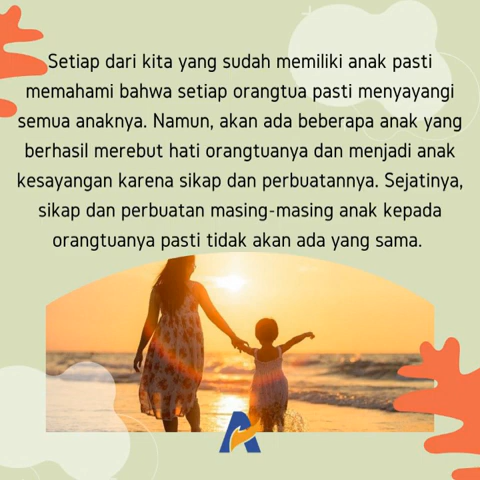 Setiap dari kita yang sudah memiliki anak pasti
memahami bahwa setiap orangtua pasti menyayangi
semua anaknya. Namun, akan ada beberapa anak yang
berhasil merebut hati orangtuanya dan menjadi anak
kesayangan karena sikap dan perbuatannya. Sejatinya,
sikap dan perbuatan masing-masing anak kepada
orangtuanya pasti tidak akan ada yang sama.